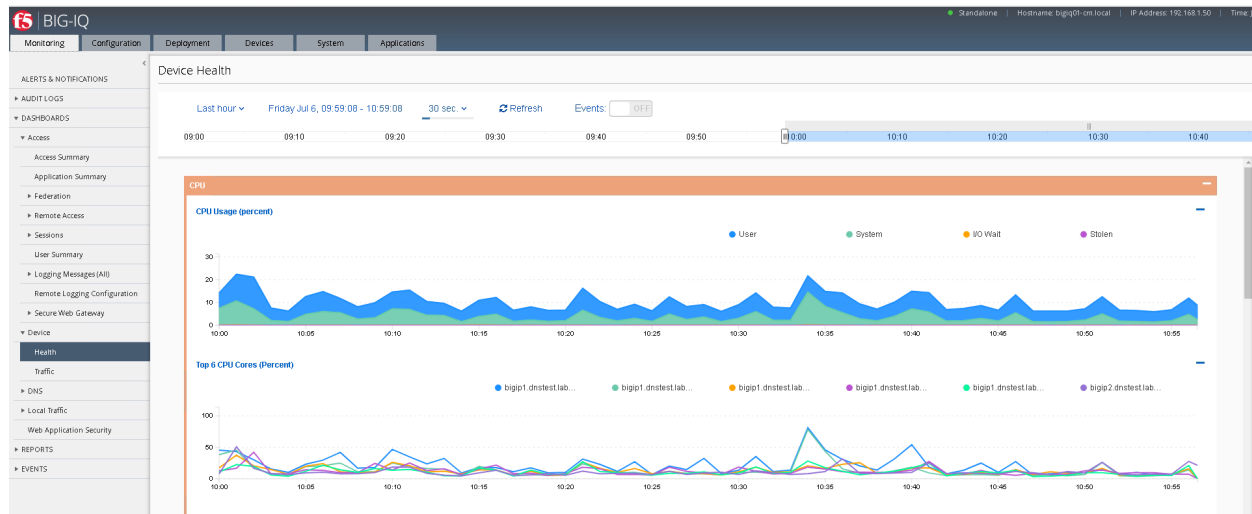 f5 BIG-IQ
Standalone | Hostname: bigiq01-cm.local | IP Address: 192.168.1.50 | Time:
Monitoring Configuration Deployment Devices System Applications
ALERTS & NOTIFICATIONS
AUDIT LOGS
DASHBOARDS
Access
Access Summary
Application Summary
Federation
Remote Access
Sessions
User Summary
Logging Messages (All)
Remote Logging Configuration
Secure Web Gateway
Device
Health
Traffic
DNS
Local Traffic
Web Application Security
REPORTS
EVENTS
Device Health
Last hour Friday Jul 6, 09:59:08 - 10:59:08 30 sec. Refresh Events: OFF
09:00 09:10 09:20 09:30 09:40 09:50 10:00 10:10 10:20 10:30 10:40
CPU
CPU Usage (percent)
User System I/O Wait Stolen
30
20
10
0
10:00 10:05 10:10 10:15 10:20 10:25 10:30 10:35 10:40 10:45 10:50 10:55
Top 6 CPU Cores (Percent)
bigip1.dnstest.lab... bigip1.dnstest.lab... bigip1.dnstest.lab... bigip1.dnstest.lab... bigip1.dnstest.lab... bigip2.dnstest.lab...
100
50
0
10:00 10:05 10:10 10:15 10:20 10:25 10:30 10:35 10:40 10:45 10:50 10:55